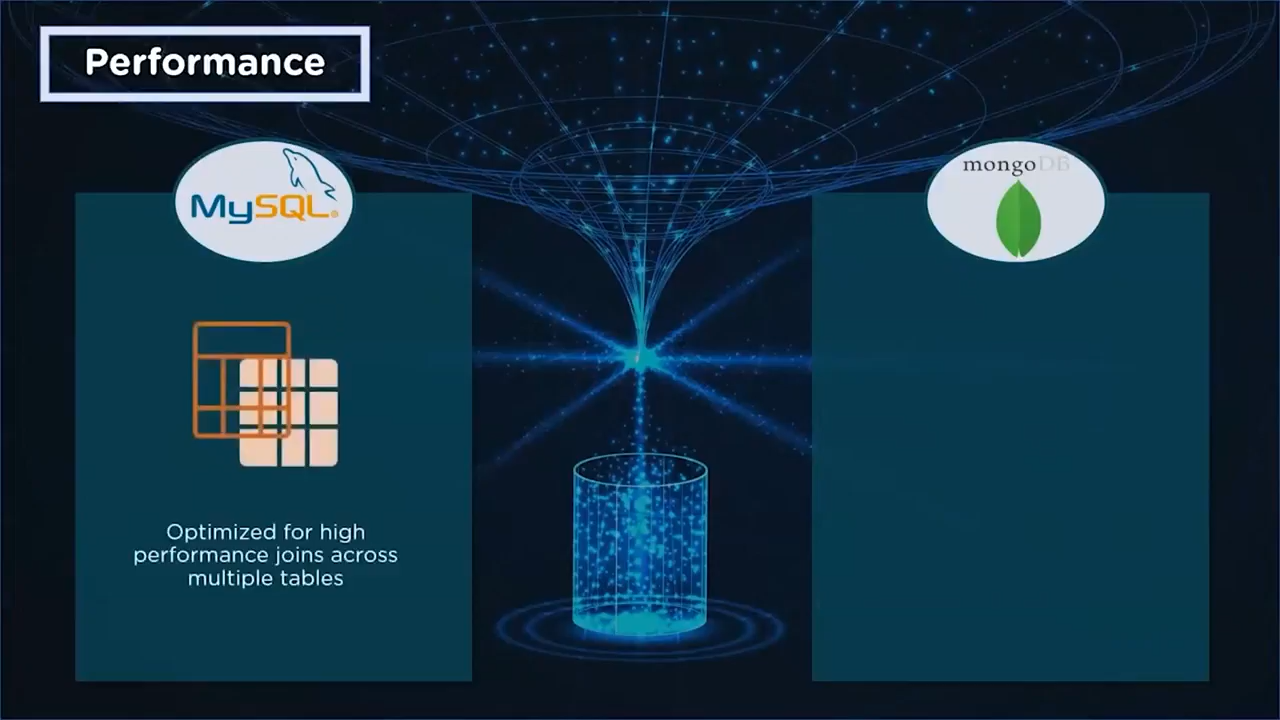 Performance
MySQL®
mongoDB
Optimized for high
performance joins across
multiple tables